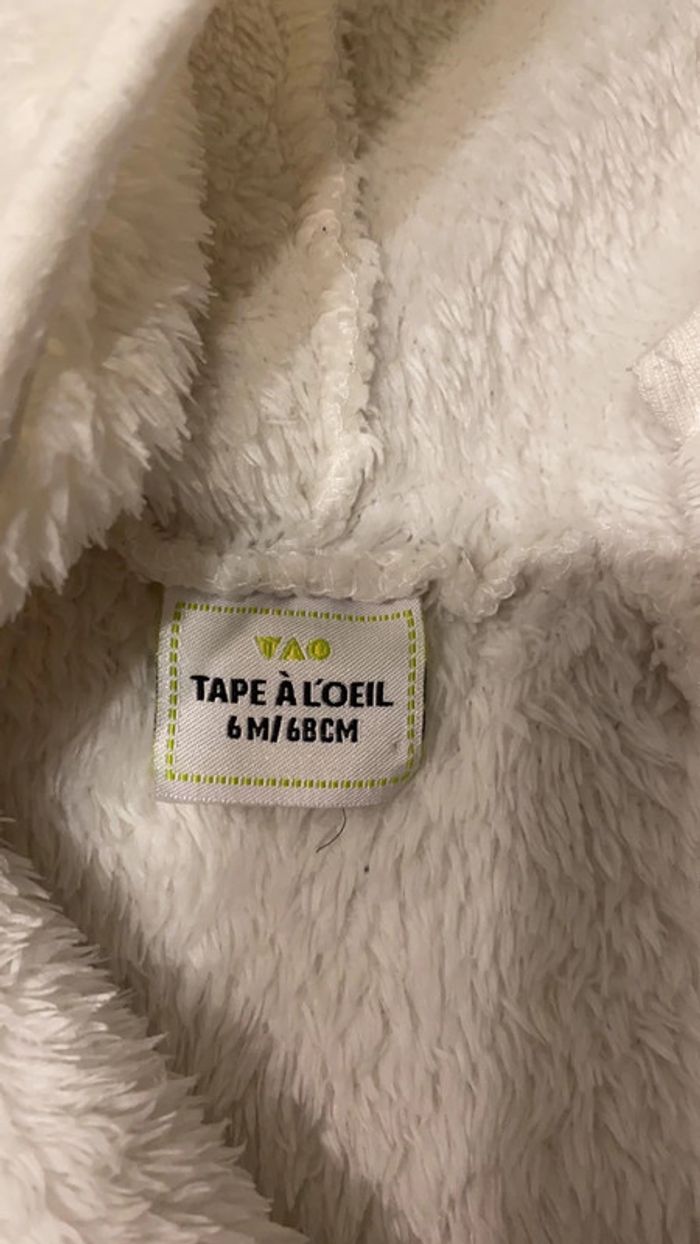 TAO
TAPE À L'OEIL
6M/68CM